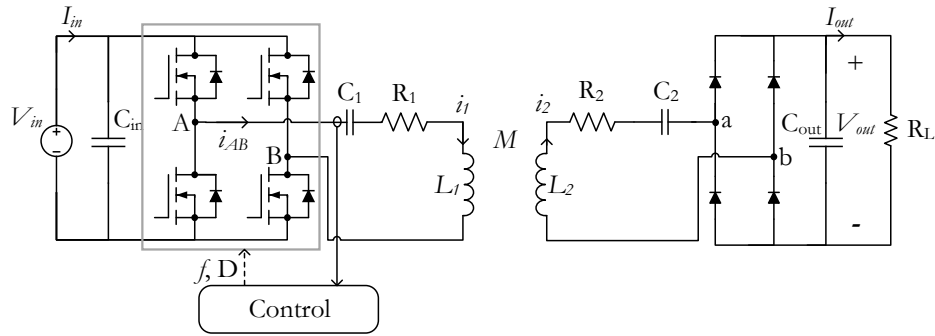 I_in
V_in
C_in
A
i_AB
B
C_1
R_1
i_1
L_1
M
i_2
R_2
C_2
L_2
a
b
C_out
I_out
+
V_out
-
R_L
f, D
Control